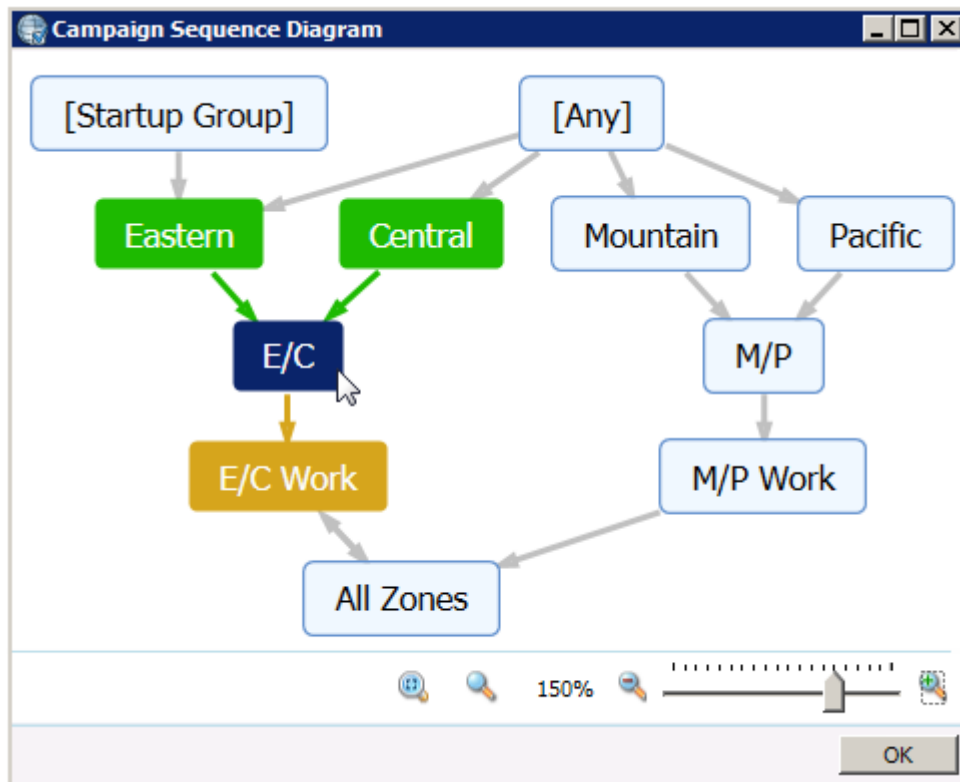 Campaign Sequence Diagram
[Startup Group]
[Any]
Eastern
Central
Mountain
Pacific
E/C
M/P
E/C Work
M/P Work
All Zones
150%
OK